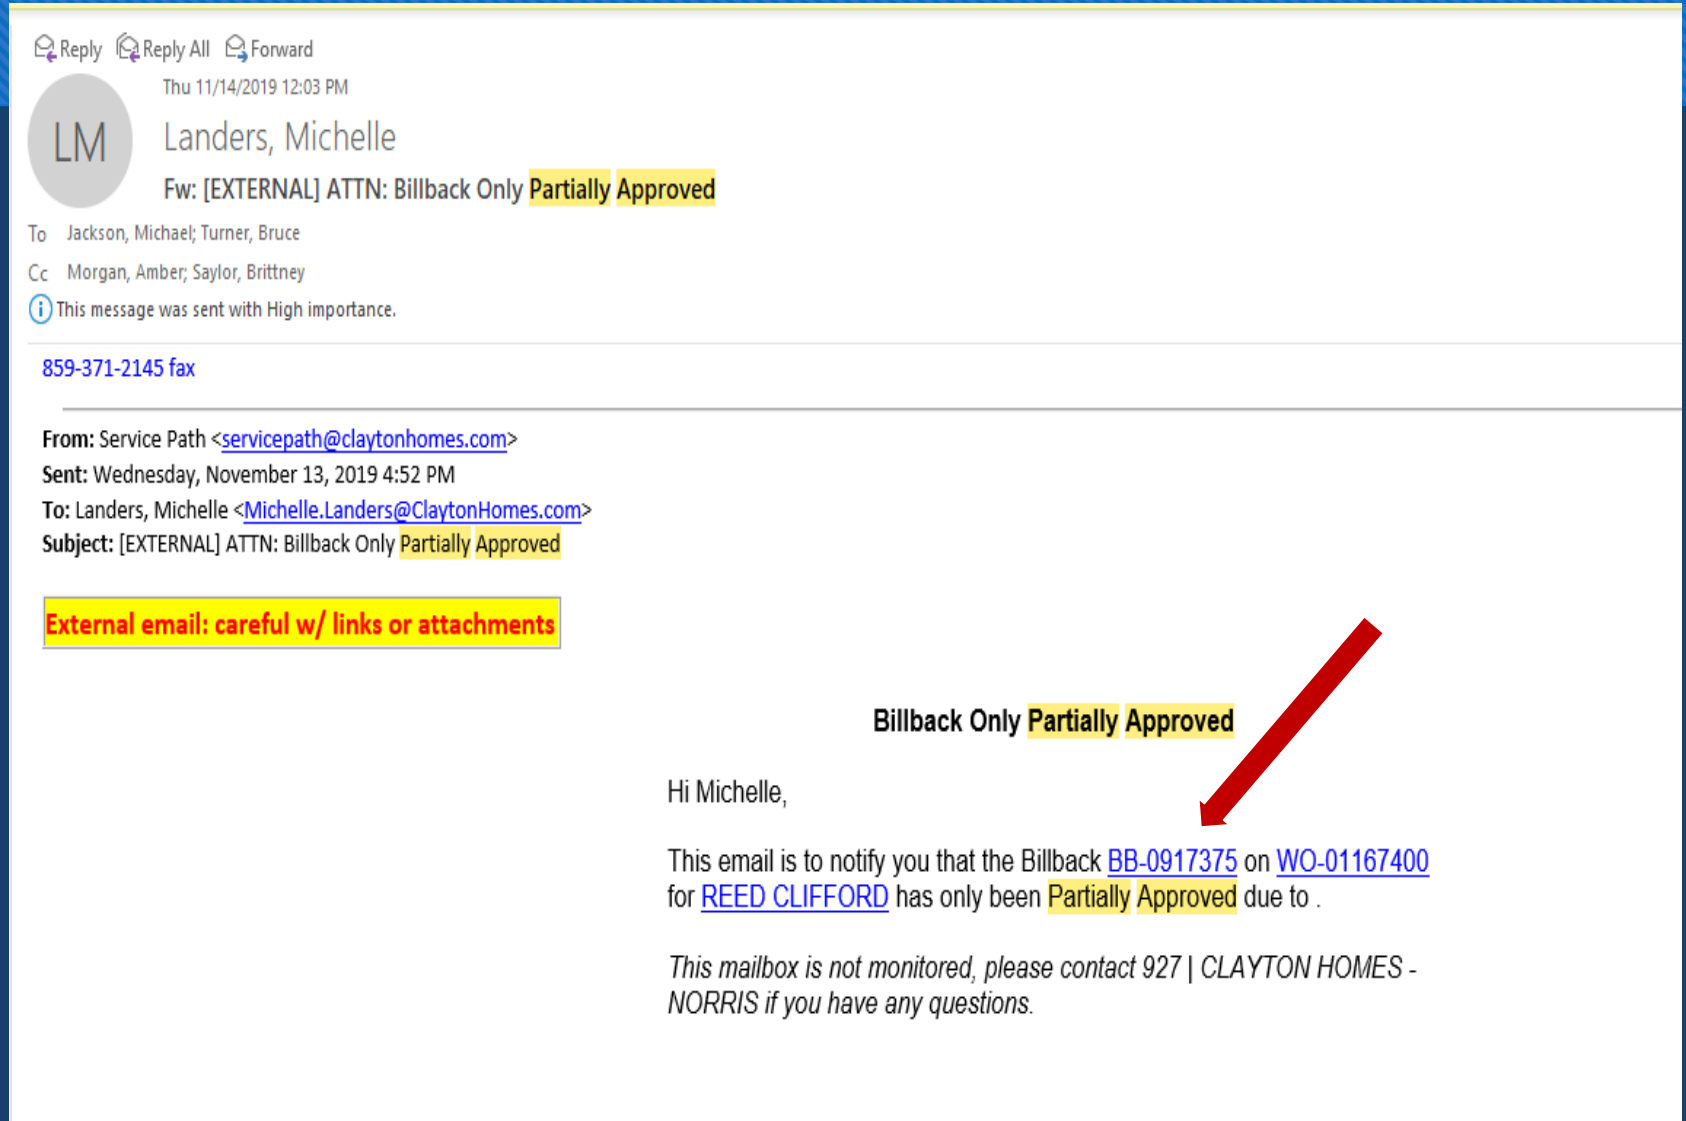 Reply Reply All Forward
Thu 11/14/2019 12:03 PM
LM
Landers, Michelle
Fw: [EXTERNAL] ATTN: Billback Only Partially Approved
To Jackson, Michael; Turner, Bruce
Cc Morgan, Amber; Saylor, Brittney
This message was sent with High importance.
859-371-2145 fax
From: Service Path <servicepath@claytonhomes.com>
Sent: Wednesday, November 13, 2019 4:52 PM
To: Landers, Michelle <Michelle.Landers@ClaytonHomes.com>
Subject: [EXTERNAL] ATTN: Billback Only Partially Approved
External email: careful w/ links or attachments
Billback Only Partially Approved
Hi Michelle,
This email is to notify you that the Billback BB-0917375 on WO-01167400
for REED CLIFFORD has only been Partially Approved due to .
This mailbox is not monitored, please contact 927 | CLAYTON HOMES -
NORRIS if you have any questions.